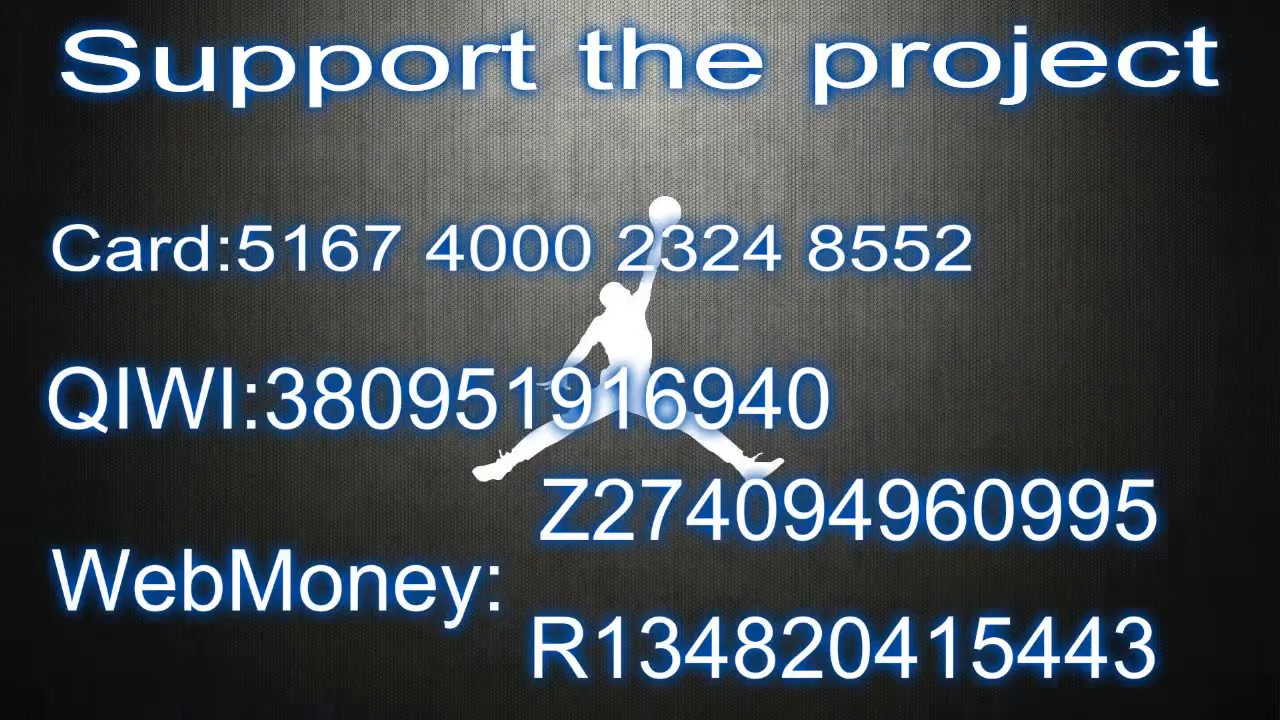 Support the project
Card:5167 4000 2324 8552
QIWI:380951916940
Z274094960995
WebMoney:
R134820415443